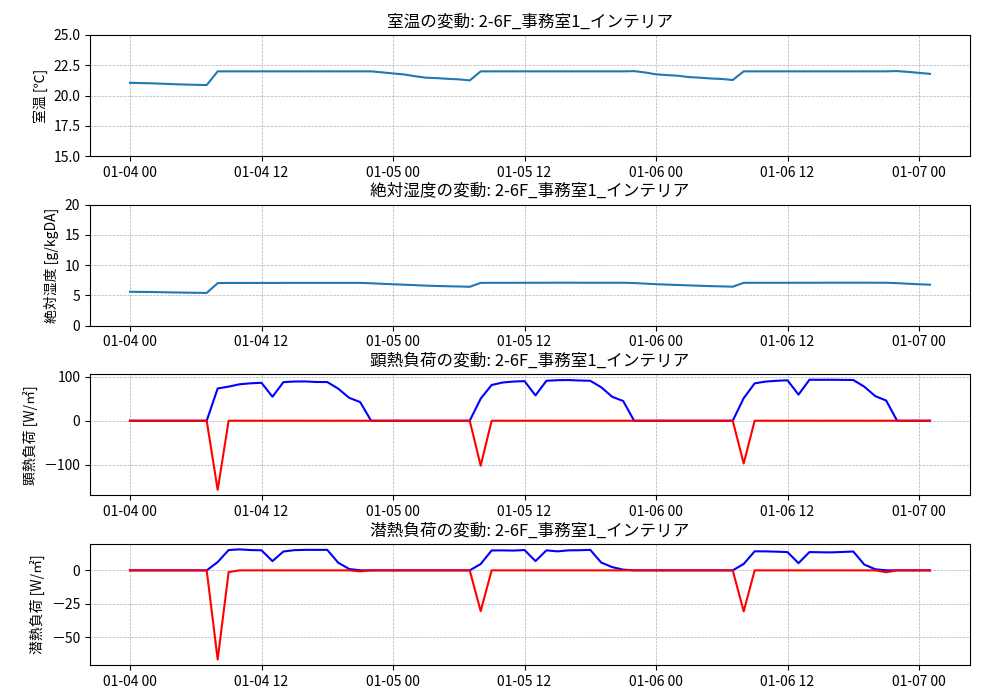 室温の変動: 2-6F_事務室1_インテリア
25.0
22.5
20.0
17.5
15.0
室温 [℃]
01-04 00 01-04 12 01-05 00 01-05 12 01-06 00 01-06 12 01-07 00
絶対湿度の変動: 2-6F_事務室1_インテリア
20
15
10
5
0
絶対湿度 [g/kgDA]
01-04 00 01-04 12 01-05 00 01-05 12 01-06 00 01-06 12 01-07 00
顕熱負荷の変動: 2-6F_事務室1_インテリア
100
0
−100
顕熱負荷 [W/㎡]
01-04 00 01-04 12 01-05 00 01-05 12 01-06 00 01-06 12 01-07 00
潜熱負荷の変動: 2-6F_事務室1_インテリア
0
−25
−50
潜熱負荷 [W/㎡]
01-04 00 01-04 12 01-05 00 01-05 12 01-06 00 01-06 12 01-07 00